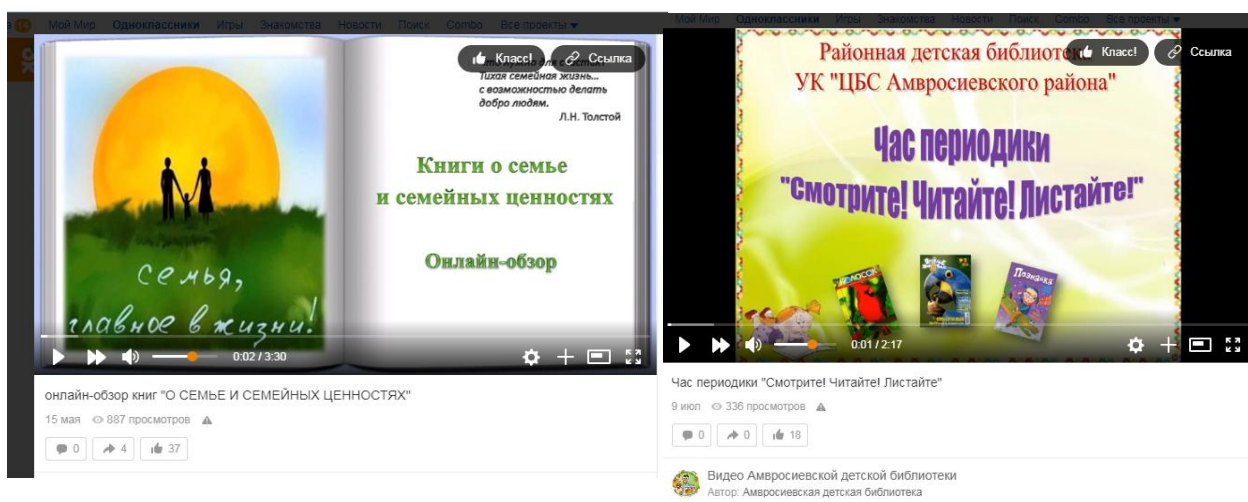 Мой Мир Одноклассники Игры Знакомства Новости Поиск Combo Все проекты
Класс! Ссылка
Тихая семейная жизнь...
с возможностью делать
добро людям.
Л.Н. Толстой
Книги о семье
и семейных ценностях
Онлайн-обзор
семья,
главное в жизни!
0:02 / 3:30
онлайн-обзор книг "О СЕМЬЕ И СЕМЕЙНЫХ ЦЕННОСТЯХ"
15 мая 887 просмотров
0 4 37
Мой Мир Одноклассники Игры Знакомства Новости Поиск Combo Все проекты
Районная детская библиотека
Класс! Ссылка
УК "ЦБС Амвросиевского района"
Час периодики
"Смотрите! Читайте! Листайте!"
Познайка
0:01 / 2:17
Час периодики "Смотрите! Читайте! Листайте"
9 июл 336 просмотров
0 0 18
Видео Амвросиевской детской библиотеки
Автор: Амвросиевская детская библиотека